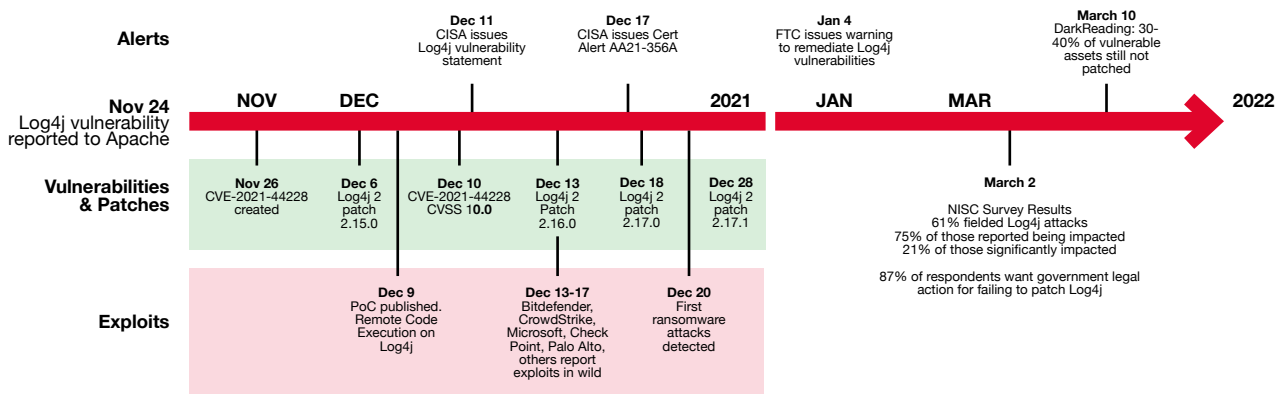 Alerts
Dec 11
CISA issues
Log4j vulnerability
statement
Dec 17
CISA issues Cert
Alert AA21-356A
Jan 4
FTC issues warning
to remediate Log4j
vulnerabilities
March 10
DarkReading: 30-
40% of vulnerable
assets still not
patched
Nov 24
Log4j vulnerability
reported to Apache
NOV
DEC
2021
JAN
MAR
2022
Vulnerabilities
& Patches
Nov 26
CVE-2021-44228
created
Dec 6
Log4j 2
patch
2.15.0
Dec 10
CVE-2021-44228
CVSS 10.0
Dec 13
Log4j 2
Patch
2.16.0
Dec 18
Log4j 2
patch
2.17.0
Dec 28
Log4j 2
patch
2.17.1
March 2
NISC Survey Results
61% fielded Log4j attacks
75% of those reported being impacted
21% of those significantly impacted
87% of respondents want government legal
action for failing to patch Log4j
Exploits
Dec 9
PoC published.
Remote Code
Execution on
Log4j
Dec 13-17
Bitdefender,
CrowdStrike,
Microsoft, Check
Point, Palo Alto,
others report
exploits in wild
Dec 20
First
ransomware
attacks
detected